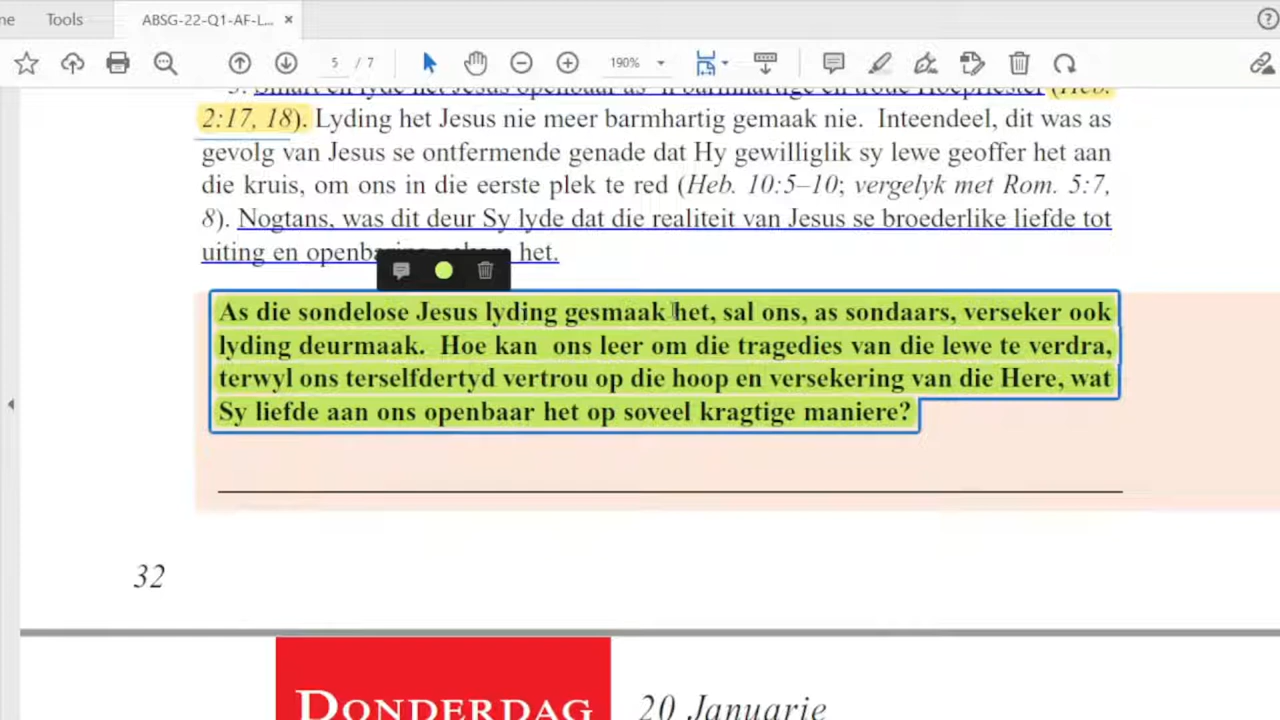 ne Tools ABSG-22-Q1-AF-L... ×
5 / 7 190%
2:17, 18). Lyding het Jesus nie meer barmhartig gemaak nie. Inteendeel, dit was as
gevolg van Jesus se ontfermende genade dat Hy gewilliglik sy lewe geoffer het aan
die kruis, om ons in die eerste plek te red (Heb. 10:5–10; vergelyk met Rom. 5:7,
8). Nogtans, was dit deur Sy lyde dat die realiteit van Jesus se broederlike liefde tot
uiting en het.
As die sondelose Jesus lyding gesmaak het, sal ons, as sondaars, verseker ook
lyding deurmaak. Hoe kan ons leer om die tragedies van die lewe te verdra,
terwyl ons terselfdertyd vertrou op die hoop en versekering van die Here, wat
Sy liefde aan ons openbaar het op soveel kragtige maniere?
32
DONDERDAG 20 Januarie